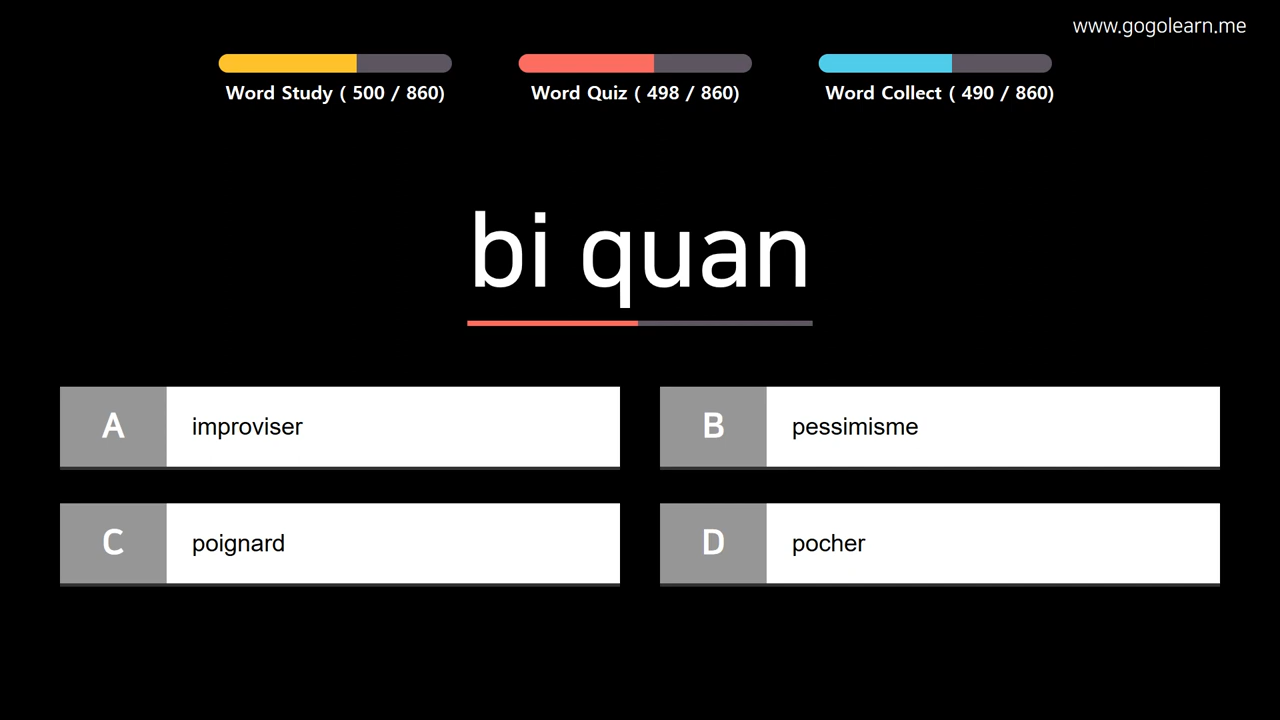 www.gogolearn.me
Word Study ( 500 / 860)
Word Quiz ( 498 / 860)
Word Collect ( 490 / 860)
bi quan
A improviser
B pessimisme
C poignard
D pocher